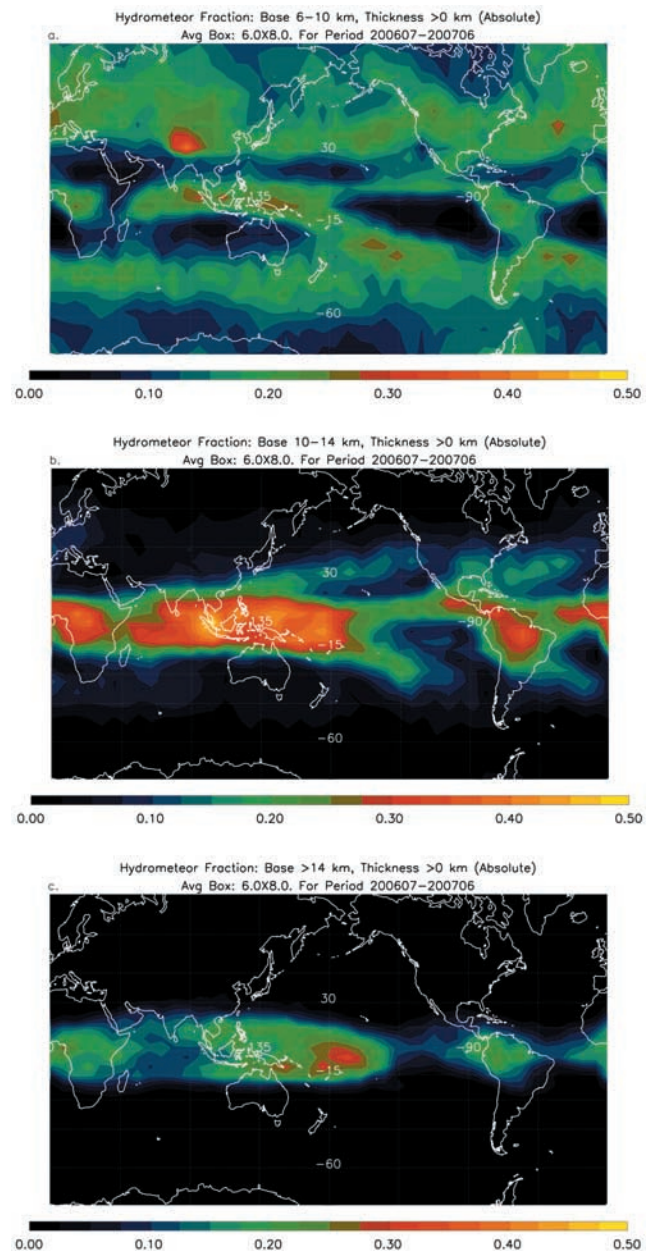 Hydrometeor Fraction: Base 6-10 km, Thickness >0 km (Absolute)
a. Avg Box: 6.0X8.0. For Period 200607-200706
30
135 -90
-15
-60
0.00 0.10 0.20 0.30 0.40 0.50
Hydrometeor Fraction: Base 10-14 km, Thickness >0 km (Absolute)
b. Avg Box: 6.0X8.0. For Period 200607-200706
30
135 -90
-15
-60
0.00 0.10 0.20 0.30 0.40 0.50
Hydrometeor Fraction: Base >14 km, Thickness >0 km (Absolute)
c. Avg Box: 6.0X8.0. For Period 200607-200706
30
135 -90
-15
-60
0.00 0.10 0.20 0.30 0.40 0.50